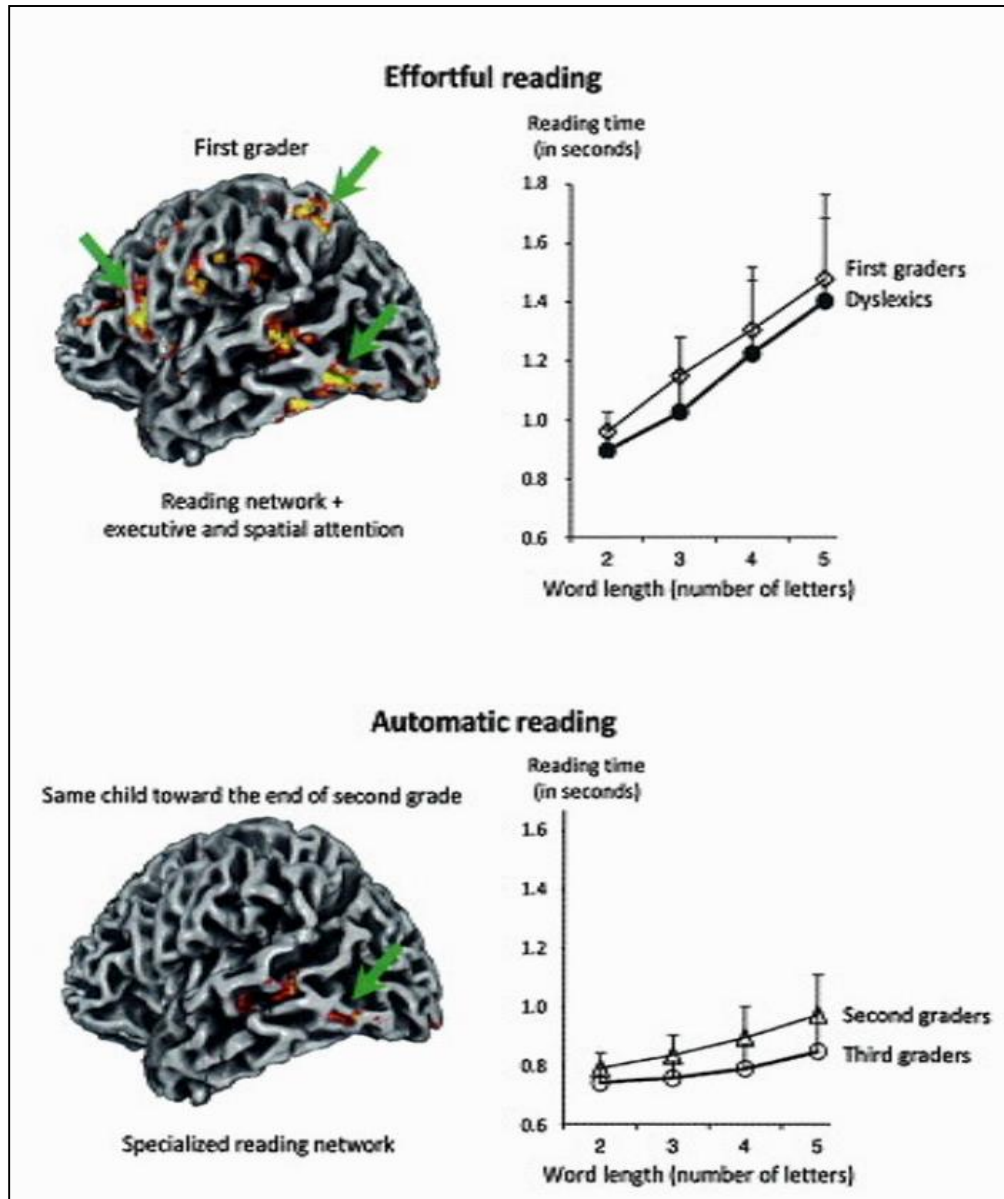 Effortful reading
First grader
Reading network +
executive and spatial attention
Reading time
(in seconds)
1.8
1.6
1.4
1.2
1.0
0.8
0.6
First graders
Dyslexics
2 3 4 5
Word length (number of letters)
Automatic reading
Same child toward the end of second grade
Specialized reading network
Reading time
(in seconds)
1.6
1.4
1.2
1.0
0.8
0.6
Second graders
Third graders
2 3 4 5
Word length (number of letters)